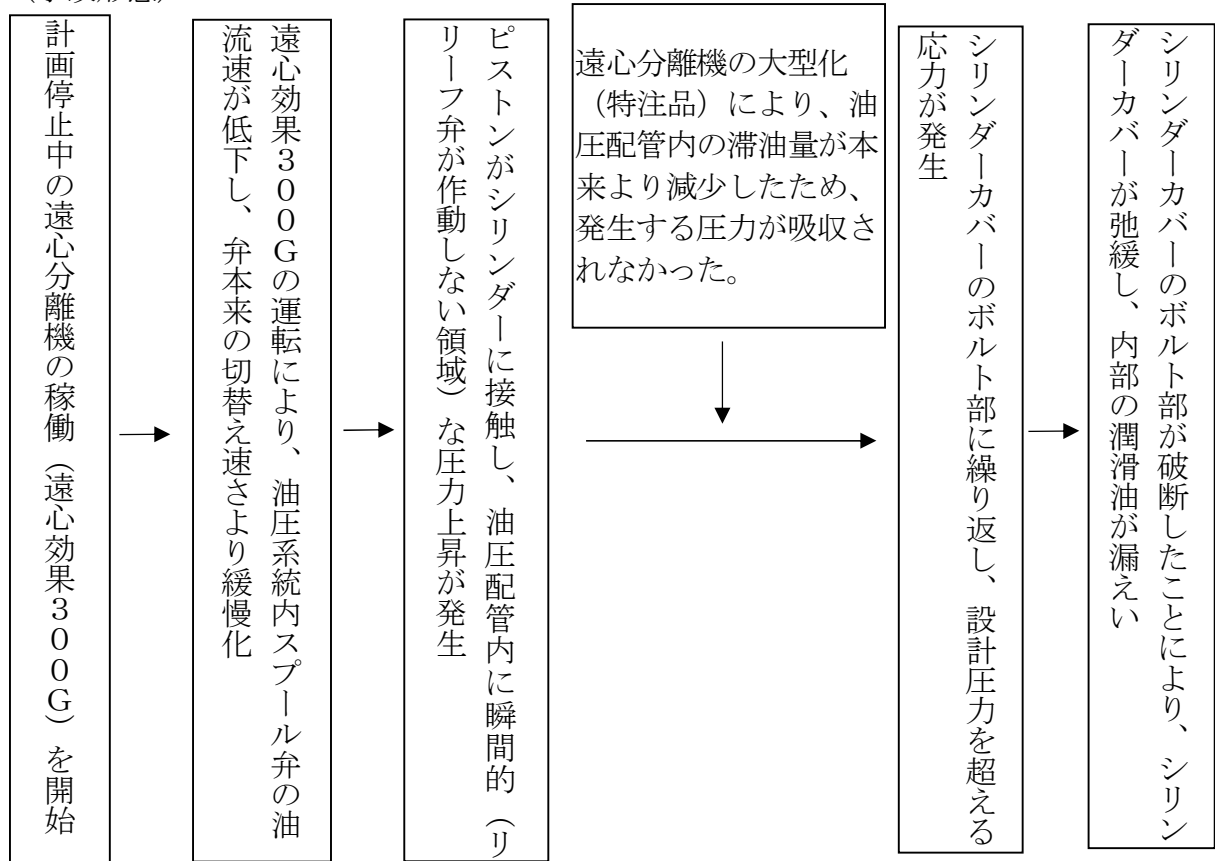 計画停止中の遠心分離機の稼働（遠心効果３００Ｇ）を開始
遠心効果３００Ｇの運転により、油圧系統内スプール弁の油
流速が低下し、弁本来の切替え速さより緩慢化
ピストンがシリンダーに接触し、油圧配管内に瞬間的（リ
リーフ弁が作動しない領域）な圧力上昇が発生
遠心分離機の大型化
（特注品）により、油
圧配管内の滞油量が本
来より減少したため、
発生する圧力が吸収さ
れなかった。
シリンダーカバーのボルト部に繰り返し、設計圧力を超える
応力が発生
シリンダーカバーのボルト部が破断したことにより、シリン
ダーカバーが弛緩し、内部の潤滑油が漏えい